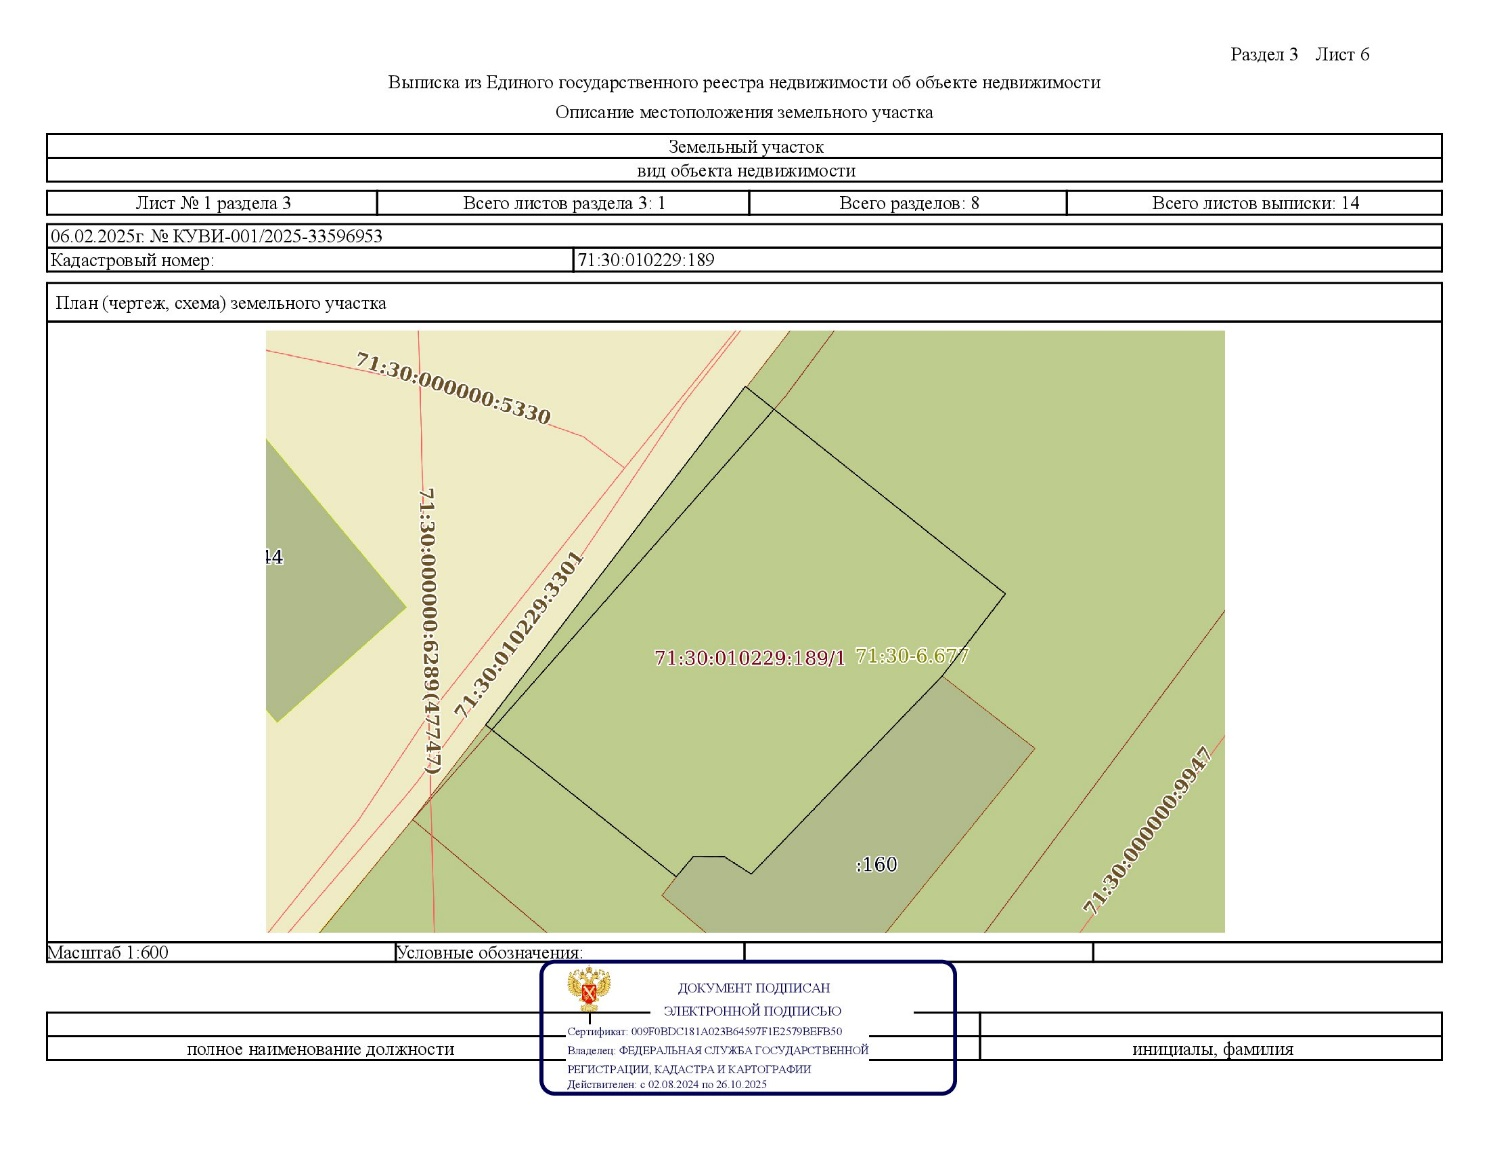 Раздел 3 Лист 6
Выписка из Единого государственного реестра недвижимости об объекте недвижимости
Описание местоположения земельного участка
Земельный участок
вид объекта недвижимости
Лист № 1 раздела 3 Всего листов раздела 3: 1 Всего разделов: 8 Всего листов выписки: 14
06.02.2025г. № КУВИ-001/2025-33596953
Кадастровый номер: 71:30:010229:189
План (чертеж, схема) земельного участка
71:30:000000:5330
71:30:000000:6289(47747)
71:30:010229:3301
44
71:30:010229:189/1 71:30-6.677
71:30:000000:9947
:160
Масштаб 1:600 Условные обозначения:
ДОКУМЕНТ ПОДПИСАН
ЭЛЕКТРОННОЙ ПОДПИСЬЮ
Сертификат: 009F0BDC181A023B64597F1E2579BEFB50
Владелец: ФЕДЕРАЛЬНАЯ СЛУЖБА ГОСУДАРСТВЕННОЙ
РЕГИСТРАЦИИ, КАДАСТРА И КАРТОГРАФИИ
Действителен: с 02.08.2024 по 26.10.2025
полное наименование должности инициалы, фамилия